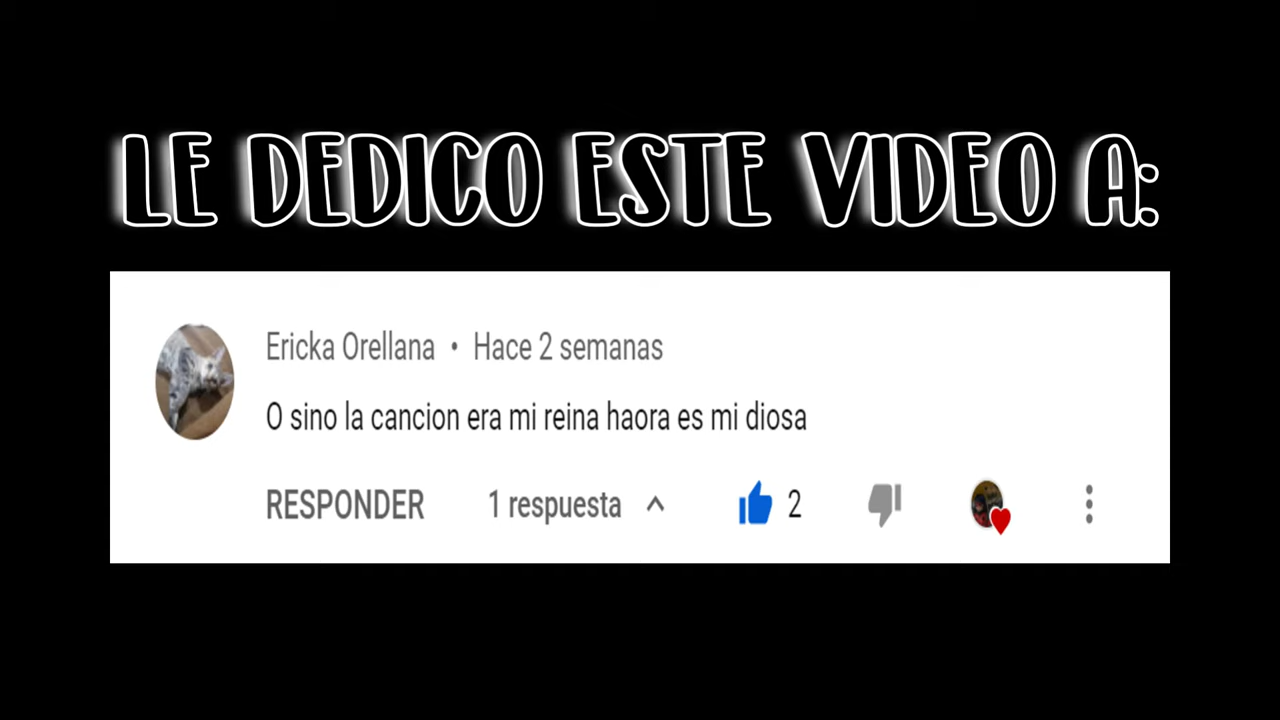 LE DEDICO ESTE VIDEO A:
Ericka Orellana • Hace 2 semanas
O sino la cancion era mi reina haora es mi diosa
RESPONDER 1 respuesta 2